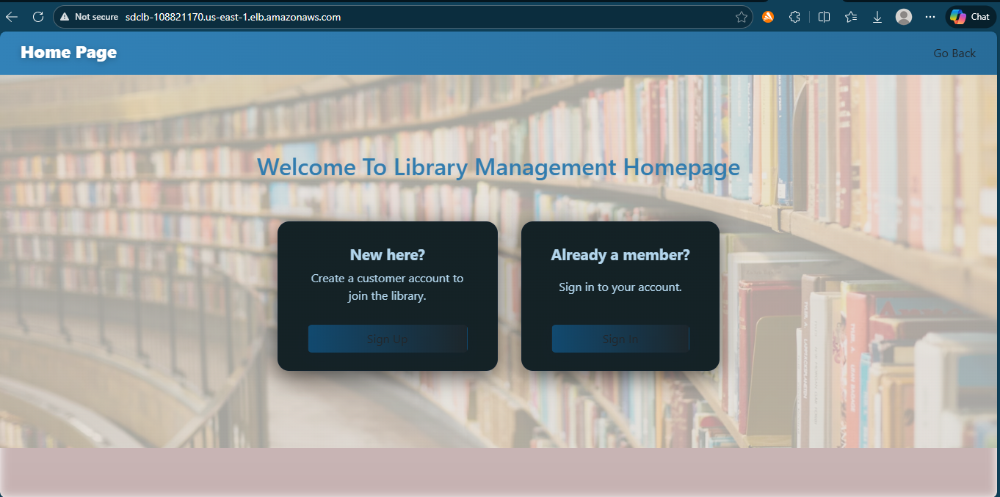 Not secure sdclb-108821170.us-east-1.elb.amazonaws.com
Chat
Home Page
Go Back
Welcome To Library Management Homepage
New here?
Create a customer account to
join the library.
Sign Up
Already a member?
Sign in to your account.
Sign In